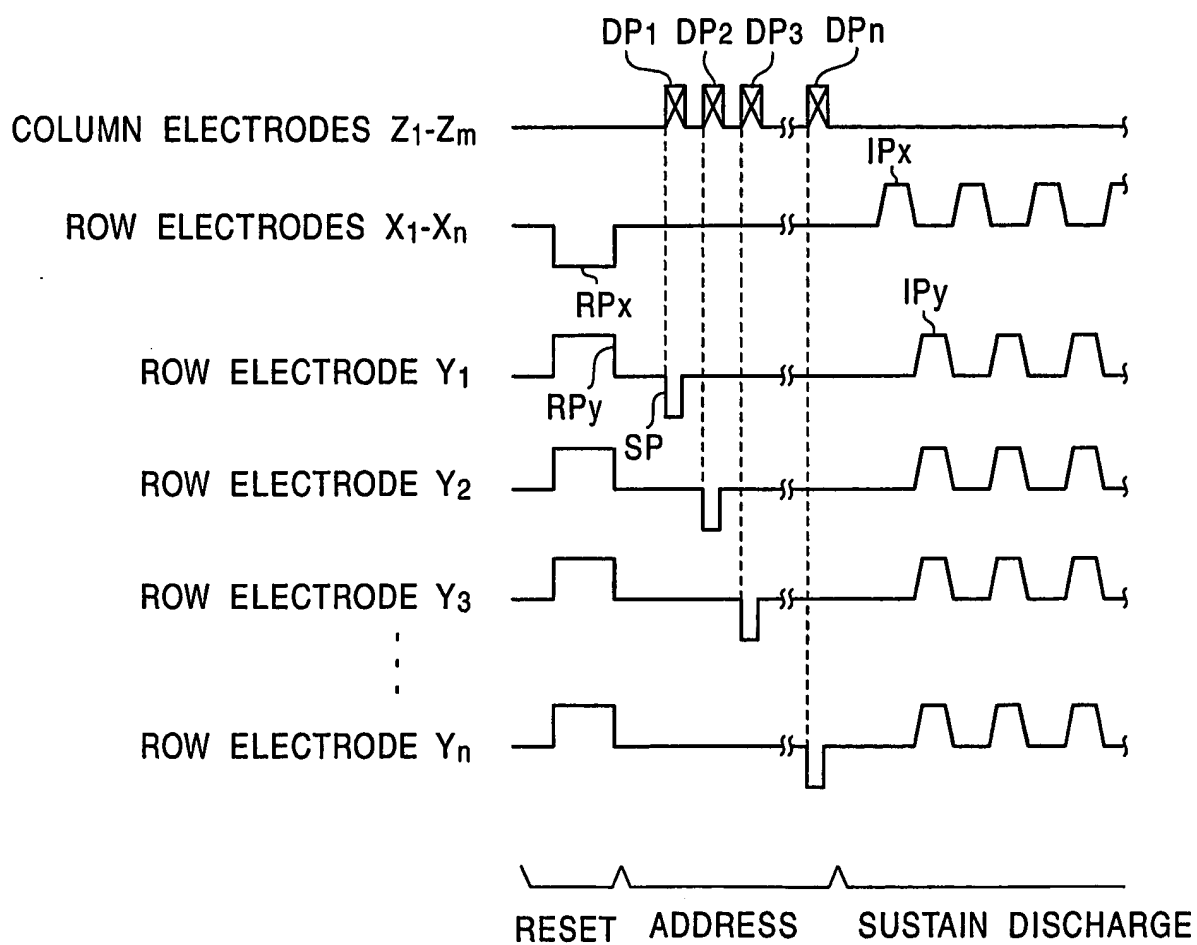 DP1 DP2 DP3 DPn
COLUMN ELECTRODES Z1-Zm
IPx
ROW ELECTRODES X1-Xn
RPx
IPy
ROW ELECTRODE Y1
RPy
SP
ROW ELECTRODE Y2
ROW ELECTRODE Y3
ROW ELECTRODE Yn
RESET ADDRESS SUSTAIN DISCHARGE